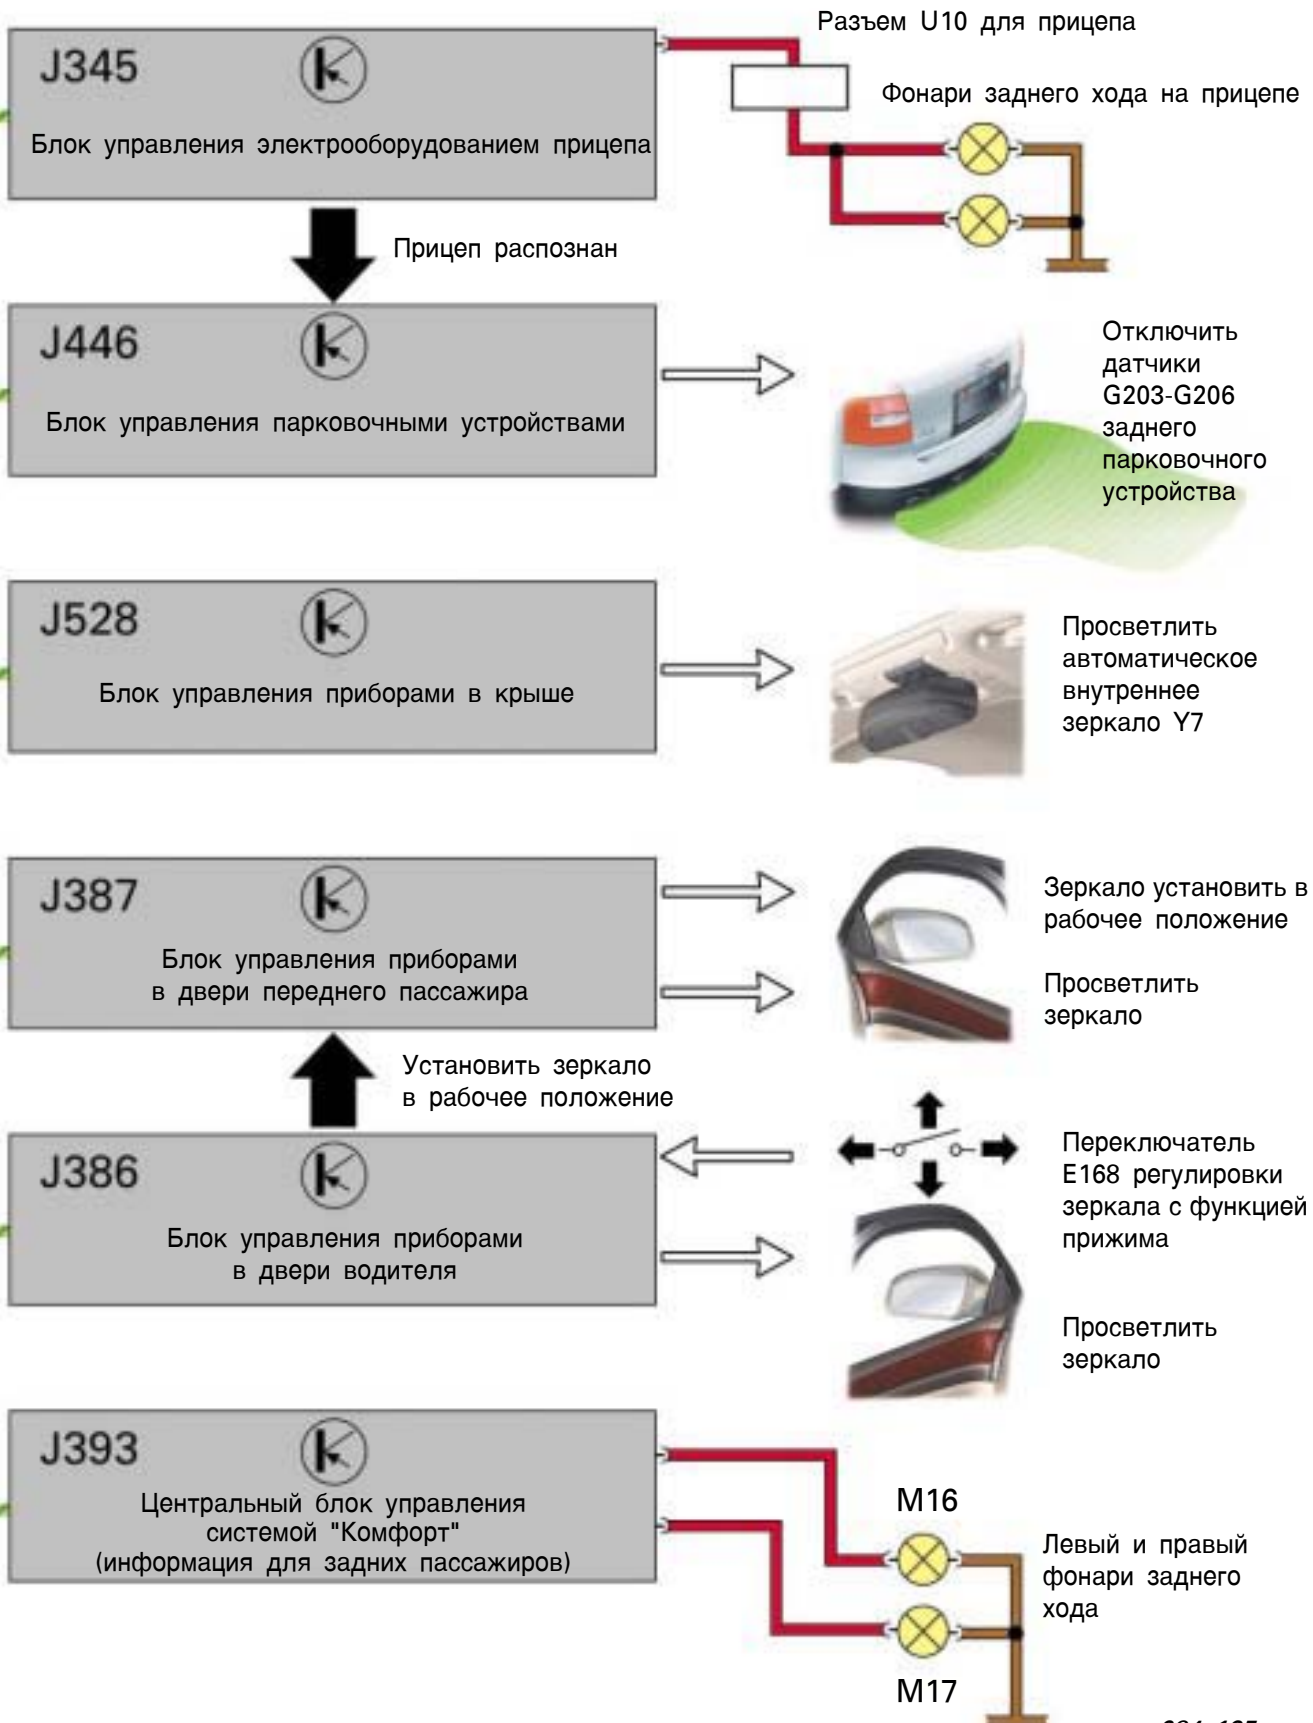 Разъем U10 для прицепа
J345
Фонари заднего хода на прицепе
Блок управления электрооборудованием прицепа
Прицеп распознан
J446
Блок управления парковочными устройствами
Отключить
датчики
G203-G206
заднего
парковочного
устройства
J528
Блок управления приборами в крыше
Просветлить
автоматическое
внутреннее
зеркало Y7
J387
Блок управления приборами
в двери переднего пассажира
Зеркало установить в
рабочее положение
Просветлить
зеркало
Установить зеркало
в рабочее положение
J386
Блок управления приборами
в двери водителя
Переключатель
E168 регулировки
зеркала с функцией
прижима
Просветлить
зеркало
J393
Центральный блок управления
системой "Комфорт"
(информация для задних пассажиров)
M16
Левый и правый
фонари заднего
хода
M17